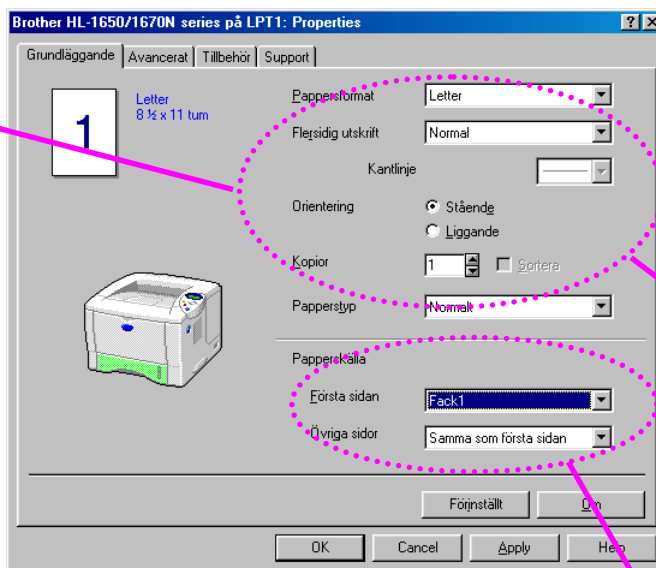 Brother HL-1650/1670N series på LPT1: Properties
Grundläggande Avancerat Tillbehör Support
1
Letter
8 ½ x 11 tum
Pappersformat Letter
Flersidig utskrift Normal
Kantlinje
Orientering Stående
Liggande
Kopior 1 Sortera
Papperstyp Normalt
Papperskälla
Första sidan Fack1
Övriga sidor Samma som första sidan
Förinställt Om
OK Cancel Apply Help